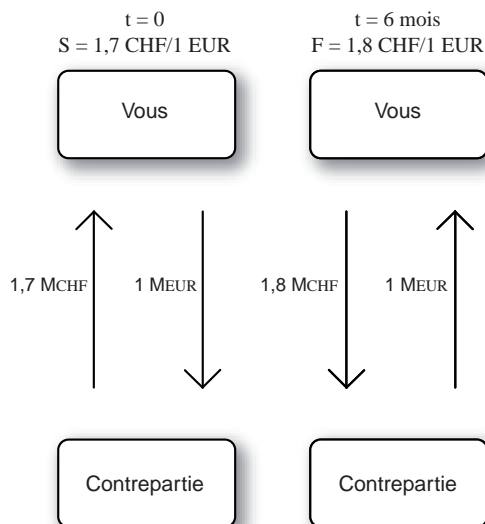 t = 0
S = 1,7 CHF/1 EUR
t = 6 mois
F = 1,8 CHF/1 EUR
Vous
Vous
1,7 MCHF
1 MEUR
1,8 MCHF
1 MEUR
Contrepartie
Contrepartie